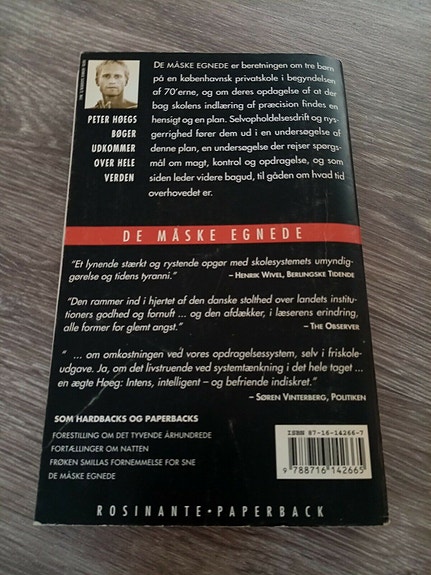 DE MÅSKE EGNEDE er beretningen om tre børn
på en københavnsk privatskole i begyndelsen
af 70'erne, og om deres opdagelse af at der
bag skolens indlæring af præcision findes en
hensigt og en plan. Selvopholdelsesdrift og nys-
gerrighed fører dem ud i en undersøgelse af
denne plan, en undersøgelse der rejser spørgs-
mål om magt, kontrol og opdragelse, og som
siden leder videre bagud, til gåden om hvad tid
overhovedet er.
PETER HØEGS
BØGER
UDKOMMER
OVER HELE
VERDEN
DE MÅSKE EGNEDE
"Et lynende stærkt og rystende opgør med skolesystemets umyndig-
gørelse og tidens tyranni."
– HENRIK WIVEL, BERLINGSKE TIDENDE
"Den rammer ind i hjertet af den danske stolthed over landets institu-
tioners godhed og fornuft ... og den afdækker, i læserens erindring,
alle former for glemt angst."
– THE OBSERVER
" ... om omkostningen ved vores opdragelsessystem, selv i friskole-
udgave. Ja, om det livstruende ved systemtænkning i det hele taget ...
en ægte Høeg: Intens, intelligent – og befriende indiskret."
– SØREN VINTERBERG, POLITIKEN
SOM HARDBACKS OG PAPERBACKS
FORESTILLING OM DET TYVENDE ÅRHUNDREDE
FORTÆLLINGER OM NATTEN
FRØKEN SMILLAS FORNEMMELSE FOR SNE
DE MÅSKE EGNEDE
ISBN 87-16-14266-7
9 788716 142665
ROSINANTE • PAPERBACK